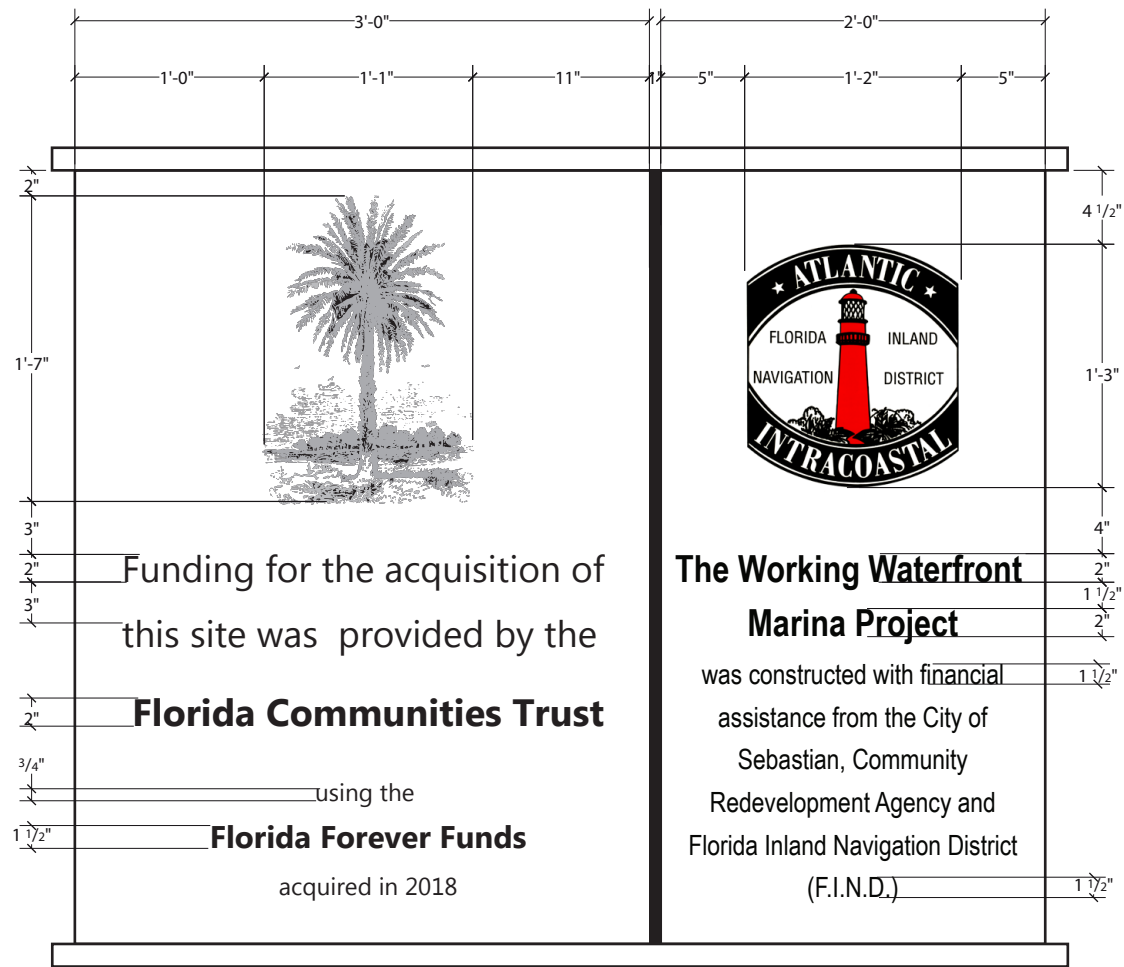 3'-0"
2'-0"
1'-0"
1'-1"
11"
1"
5"
1'-2"
5"
2"
1'-7"
3"
2"
3"
2"
3/4"
1 1/2"
Funding for the acquisition of
this site was  provided by the
Florida Communities Trust
using the
Florida Forever Funds
acquired in 2018
ATLANTIC
FLORIDA INLAND
NAVIGATION DISTRICT
INTRACOASTAL
The Working Waterfront
Marina Project
was constructed with financial
assistance from the City of
Sebastian, Community
Redevelopment Agency and
Florida Inland Navigation District
(F.I.N.D.)
4 1/2"
1'-3"
4"
2"
1 1/2"
2"
1 1/2"
1 1/2"